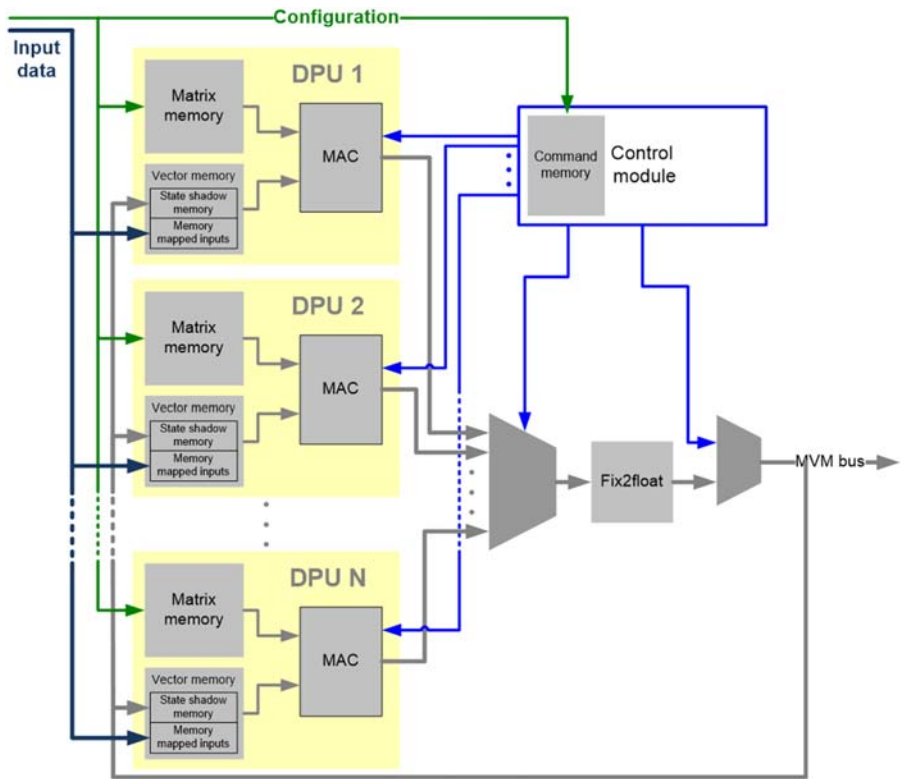 Configuration
Input
data
DPU 1
Matrix
memory
MAC
Vector memory
State shadow
memory
Memory
mapped inputs
Command
memory
Control
module
DPU 2
Matrix
memory
MAC
Vector memory
State shadow
memory
Memory
mapped inputs
Fix2float
MVM bus
DPU N
Matrix
memory
MAC
Vector memory
State shadow
memory
Memory
mapped inputs